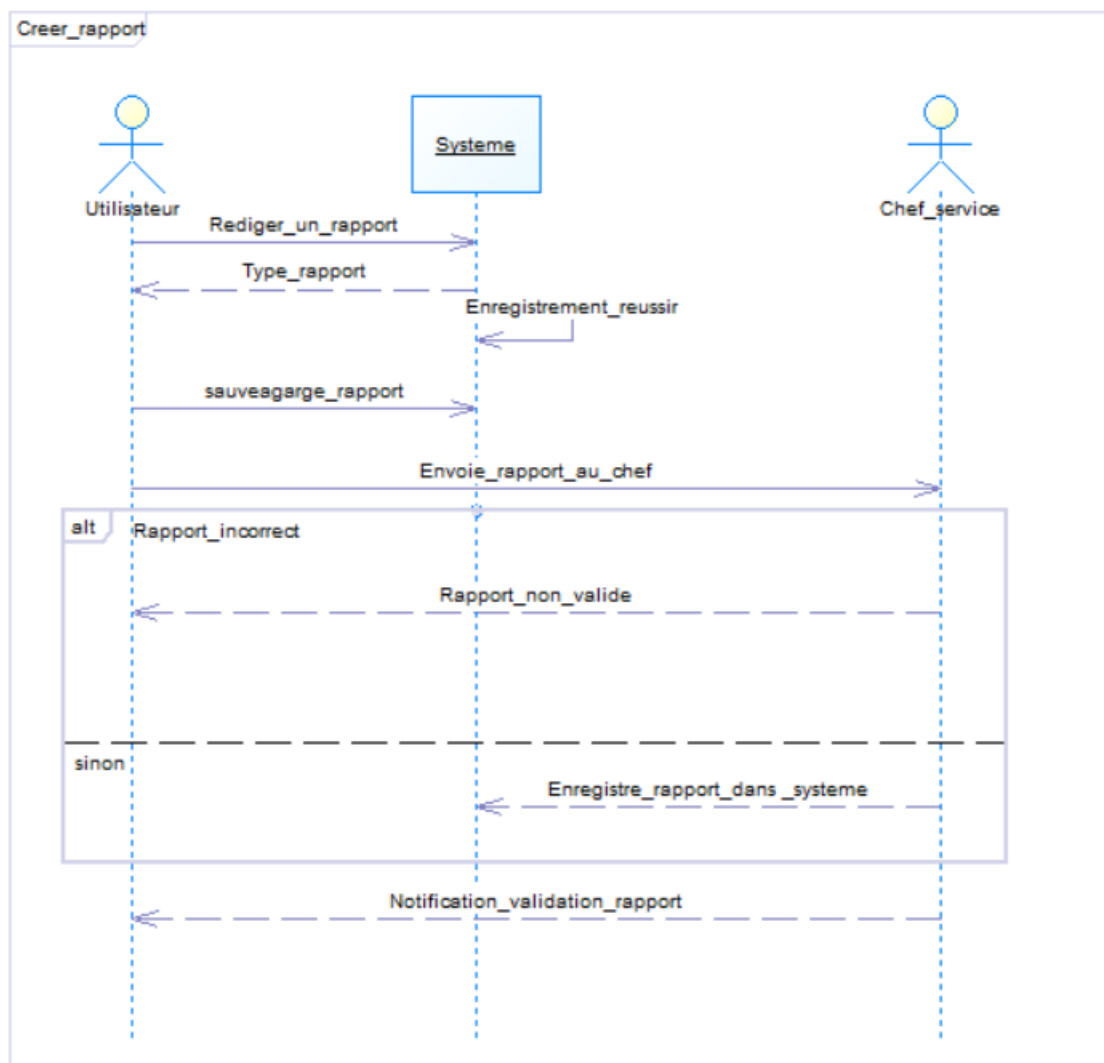 Creer_rapport
Systeme
Utilisateur
Chef_service
Rediger_un_rapport
Type_rapport
Enregistrement_reussir
sauveagarge_rapport
Envoie_rapport_au_chef
alt
Rapport_incorrect
Rapport_non_valide
sinon
Enregistre_rapport_dans _systeme
Notification_validation_rapport